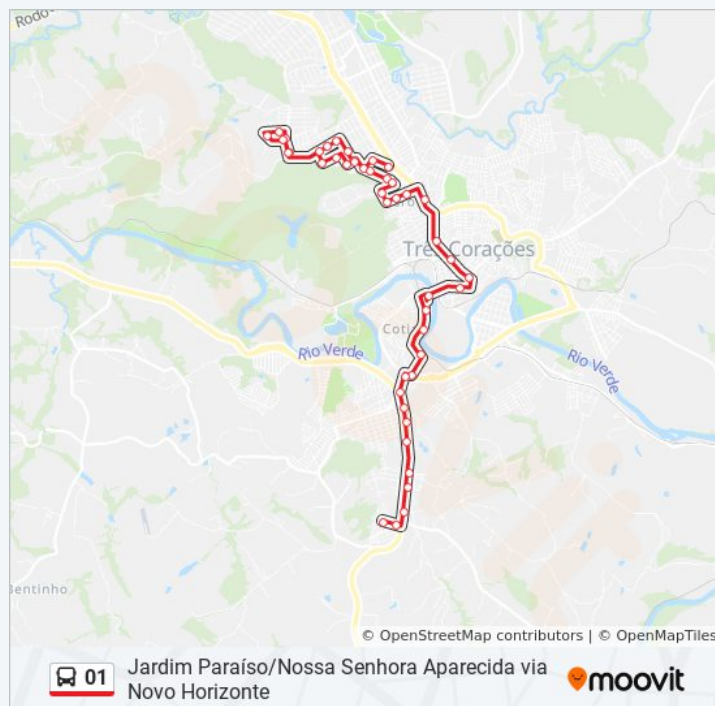 Rodo
Três Corações
Coti
Rio Verde
Rio Verde
Bentinho
© OpenStreetMap contributors | © OpenMapTiles
01
Jardim Paraíso/Nossa Senhora Aparecida via
Novo Horizonte
moovit